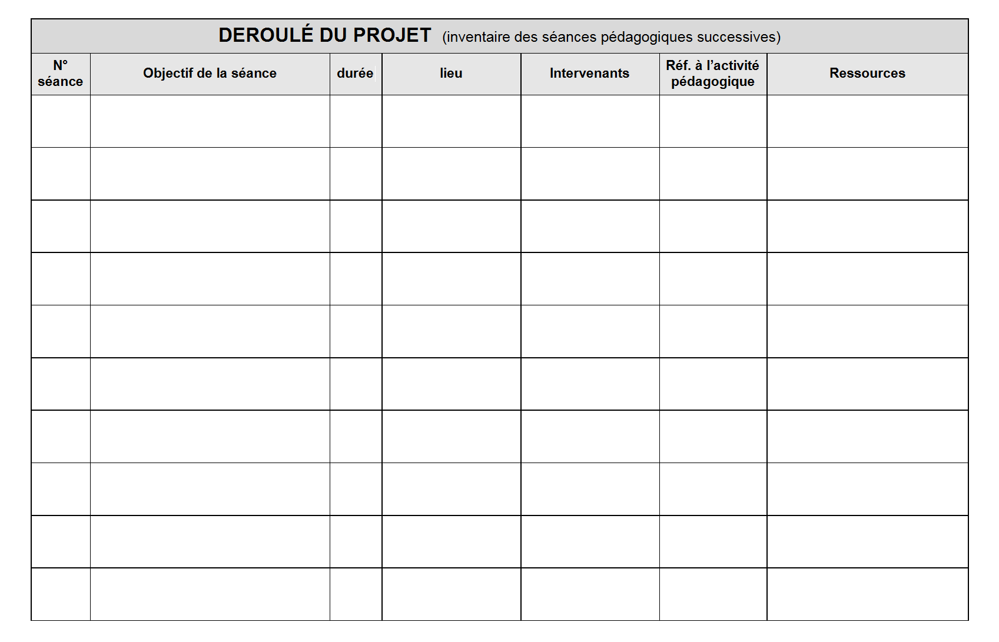 DEROULÉ DU PROJET (inventaire des séances pédagogiques successives)
N° séance
Objectif de la séance
durée
lieu
Intervenants
Réf. à l’activité pédagogique
Ressources